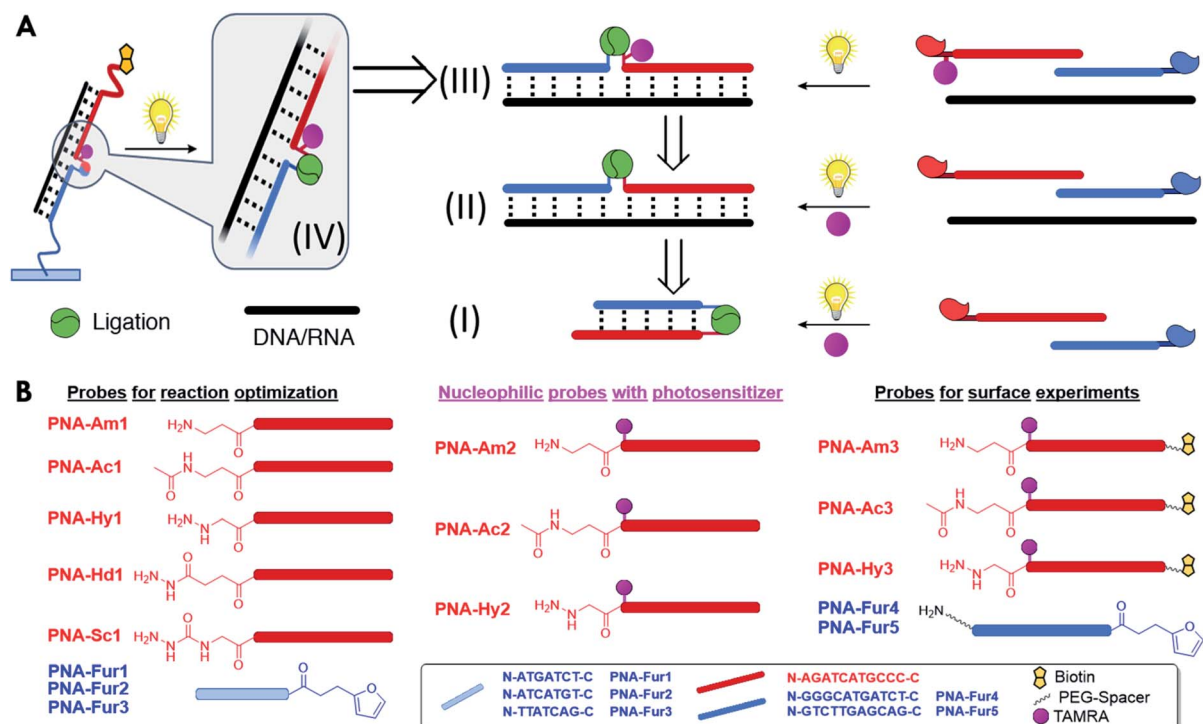 A
(III)
(II)
(IV)
(I)
Ligation
DNA/RNA
B
Probes for reaction optimization
PNA-Am1
H₂N
O
PNA-Ac1
H
N
O
O
PNA-Hy1
H₂N
N
H
O
PNA-Hd1
O
H₂N
N
H
O
PNA-Sc1
O
H₂N
N
H
N
H
O
PNA-Fur1
PNA-Fur2
PNA-Fur3
O
O
Nucleophilic probes with photosensitizer
PNA-Am2
H₂N
O
PNA-Ac2
H
N
O
O
PNA-Hy2
H₂N
N
H
O
Probes for surface experiments
PNA-Am3
H₂N
O
PNA-Ac3
H
N
O
O
PNA-Hy3
H₂N
N
H
O
PNA-Fur4
PNA-Fur5
H₂N
O
O
N-ATGATCT-C PNA-Fur1
N-ATCATGT-C PNA-Fur2
N-TTATCAG-C PNA-Fur3
N-AGATCATGCCC-C
N-GGGCATGATCT-C PNA-Fur4
N-GTCTTGAGCAG-C PNA-Fur5
Biotin
PEG-Spacer
TAMRA